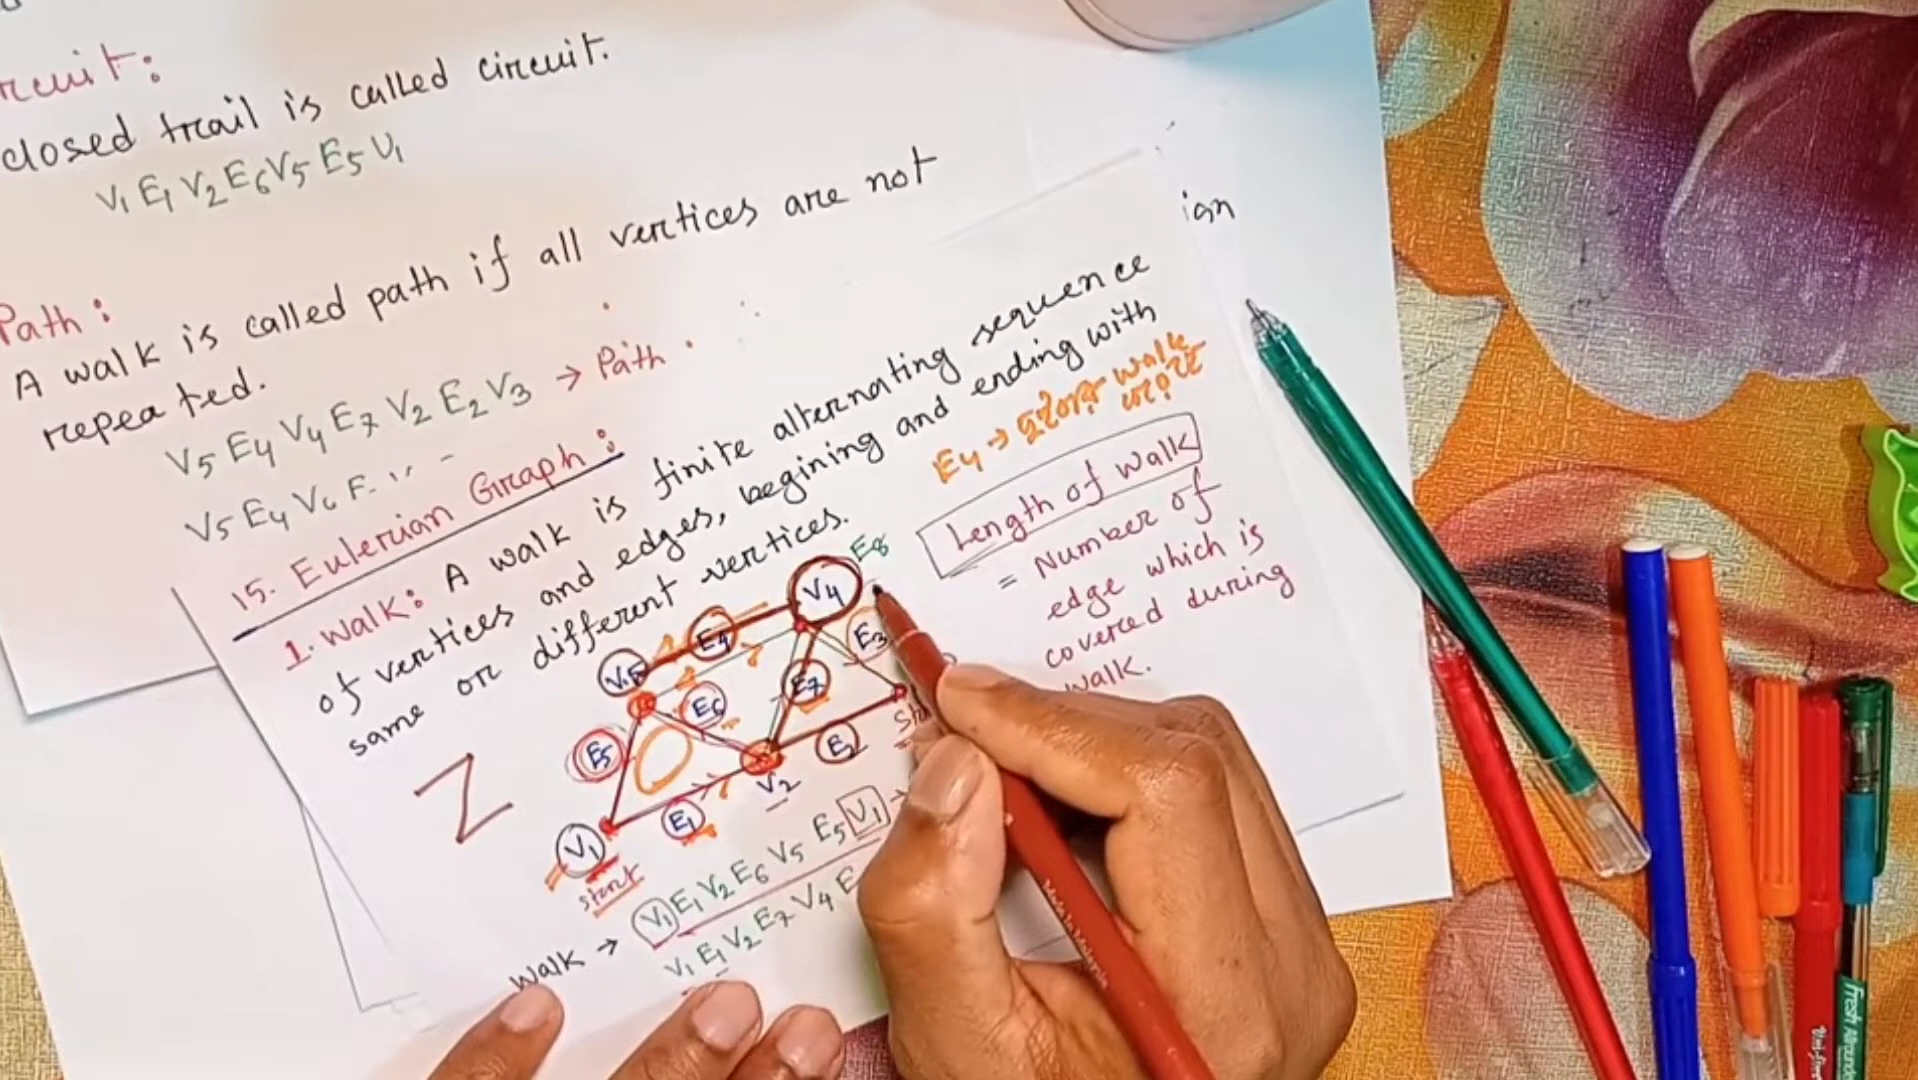 rcuit:
closed trail is called circuit.
V1 E1 V2 E6 V5 E5 V1
Path:
A walk is called path if all vertices are not
repeated.
V5 E4 V4 E7 V2 E2 V3 → Path
V5 E4 V4
ign
15. Eulerian Graph:
1. Walk: A walk is finite alternating sequence
of vertices and edges, begining and ending with
same or different vertices.
E4 →
walk
Length of walk
= Number of
edge which is
covered during
walk.
E8
V4
E4
E3
V5
E6
E7
E5
E2
V2
E1
V1
start
Z
walk → V1 E1 V2 E6 V5 E5 V1 →
V1 E1 V2 E7 V4 E